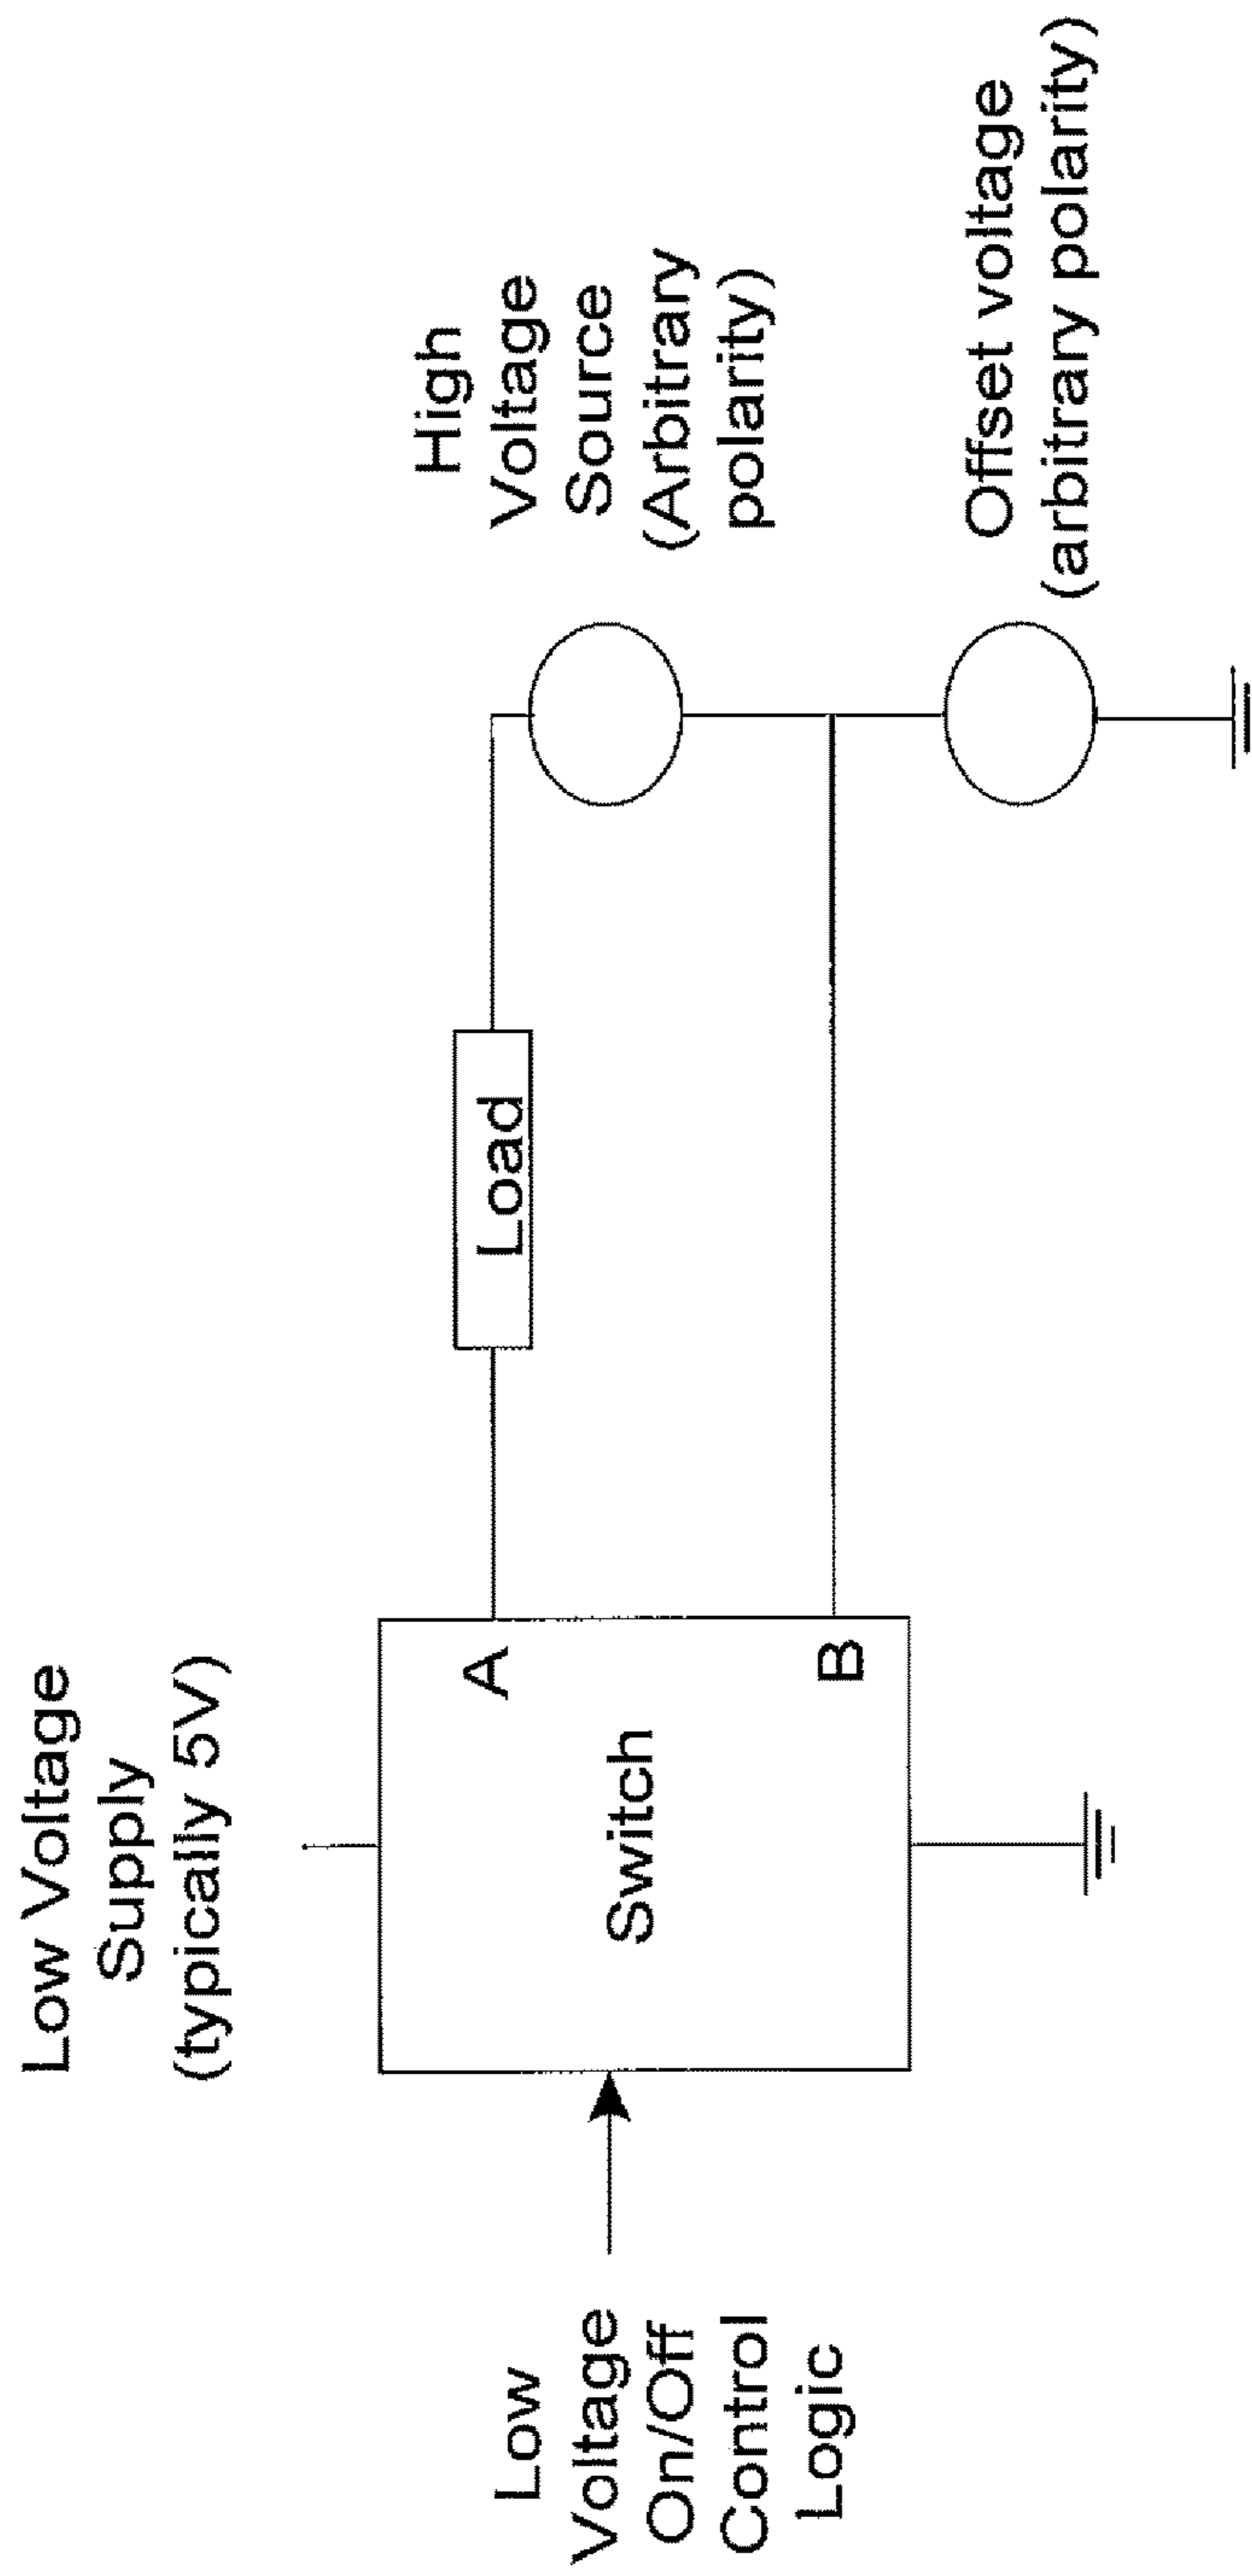 Low Voltage
Supply
(typically 5V)
Low
Voltage
On/Off
Control
Logic
Switch
A
B
Load
High
Voltage
Source
(Arbitrary
polarity)
Offset voltage
(arbitrary polarity)